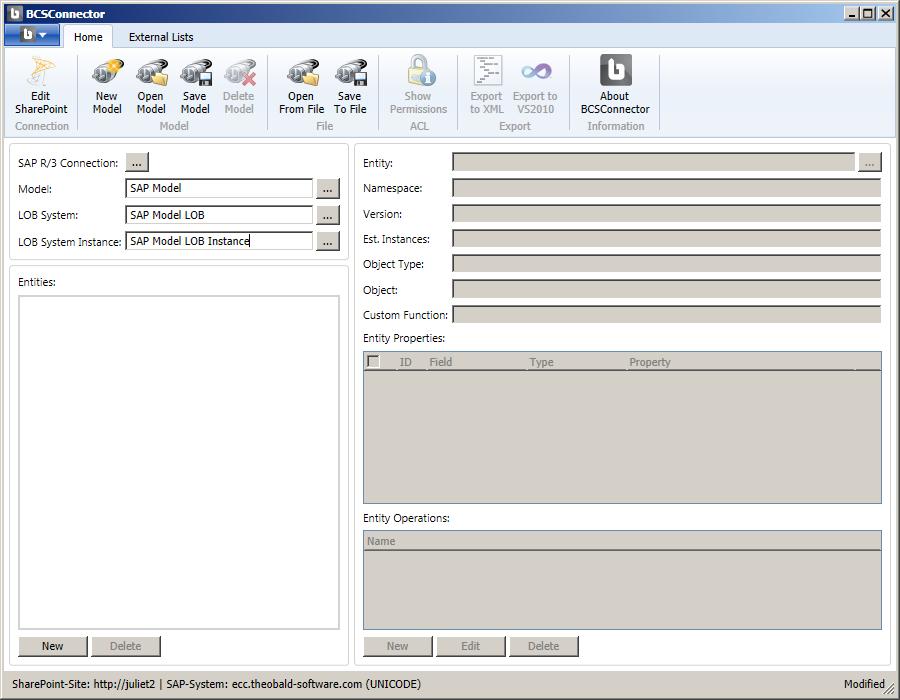 BCSConnector
Home External Lists
Edit SharePoint
New Model
Open Model
Save Model
Delete Model
Open From File
Save To File
Show Permissions
Export to XML
Export to VS2010
About BCSConnector
Connection Model File ACL Export Information
SAP R/3 Connection: ...
Model: SAP Model ...
LOB System: SAP Model LOB ...
LOB System Instance: SAP Model LOB Instance ...
Entities:
New Delete
Entity: ...
Namespace:
Version:
Est. Instances:
Object Type:
Object:
Custom Function:
Entity Properties:
ID Field Type Property
Entity Operations:
Name
New Edit Delete
SharePoint-Site: http://juliet2 | SAP-System: ecc.theobald-software.com (UNICODE) Modified